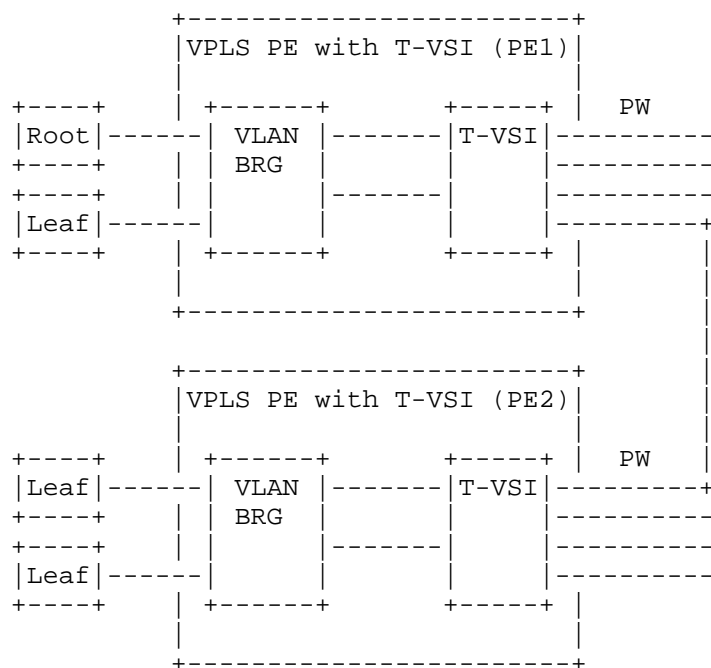 VPLS PE with T-VSI (PE1)
PW
Root VLAN T-VSI
BRG
Leaf
VPLS PE with T-VSI (PE2)
PW
Leaf VLAN T-VSI
BRG
Leaf